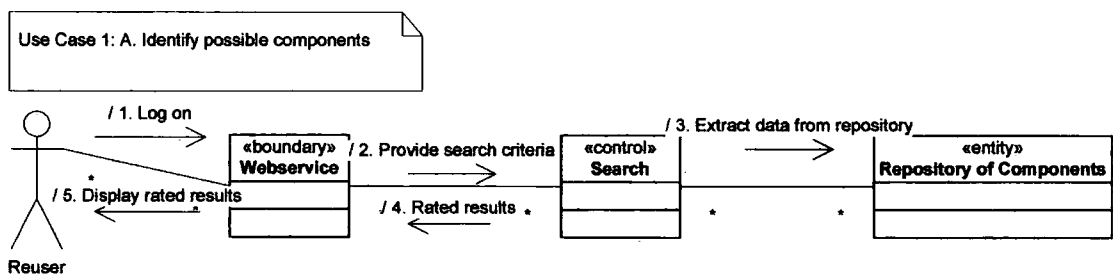 Use Case 1: A. Identify possible components
/ 1. Log on
/ 3. Extract data from repository
«boundary»
Webservice
/ 2. Provide search criteria
«control»
Search
«entity»
Repository of Components
*
/ 5. Display rated results
*
/ 4. Rated results
*
*
*
Reuser